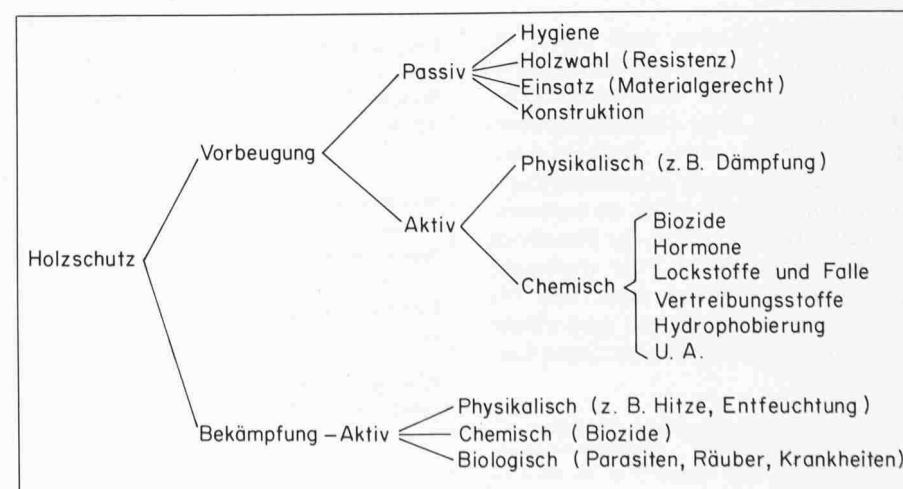 Hygiene
Holzwahl (Resistenz)
Passiv
Einsatz (Materialgerecht)
Konstruktion
Vorbeugung
Physikalisch (z. B. Dämpfung)
Aktiv
Biozide
Hormone
Holzschutz
Lockstoffe und Falle
Chemisch
Vertreibungsstoffe
Hydrophobierung
U. A.
Physikalisch (z. B. Hitze, Entfeuchtung)
Bekämpfung – Aktiv
Chemisch (Biozide)
Biologisch (Parasiten, Räuber, Krankheiten)